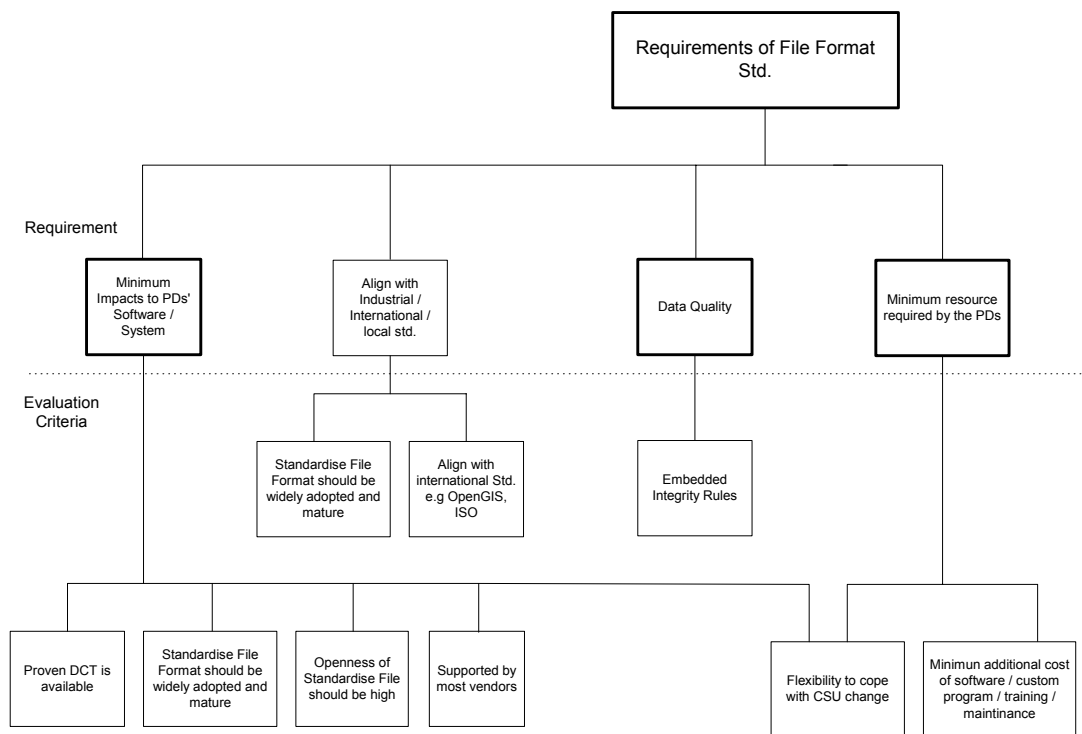 Requirements of File Format
Std.
Requirement
Minimum
Impacts to PDs'
Software /
System
Align with
Industrial /
International /
local std.
Data Quality
Minimum resource
required by the PDs
Evaluation
Criteria
Standardise File
Format should be
widely adopted and
mature
Align with
international Std.
e.g OpenGIS,
ISO
Embedded
Integrity Rules
Proven DCT is
available
Standardise File
Format should be
widely adopted and
mature
Openness of
Standardise File
should be high
Supported by
most vendors
Flexibility to cope
with CSU change
Minimun additional cost
of software / custom
program / training /
maintinance